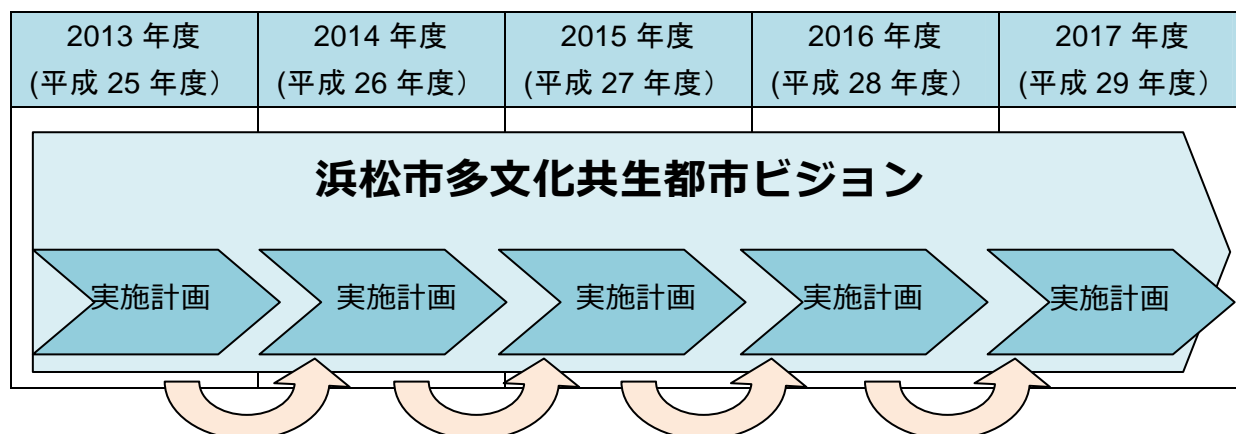 2013 年度
(平成 25 年度)
2014 年度
(平成 26 年度)
2015 年度
(平成 27 年度)
2016 年度
(平成 28 年度)
2017 年度
(平成 29 年度)
浜松市多文化共生都市ビジョン
実施計画
実施計画
実施計画
実施計画
実施計画